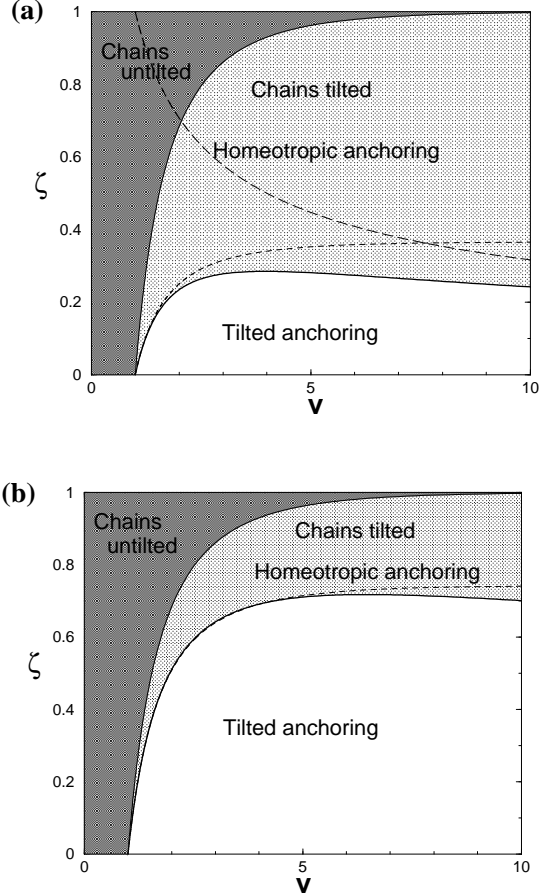 (a)
1
Chains
untilted
Chains tilted
0.8
Homeotropic anchoring
0.6
ζ
0.4
0.2
Tilted anchoring
0
0
5
10
v
(b)
1
Chains
untilted
Chains tilted
0.8
Homeotropic anchoring
0.6
ζ
0.4
Tilted anchoring
0.2
0
0
5
10
v